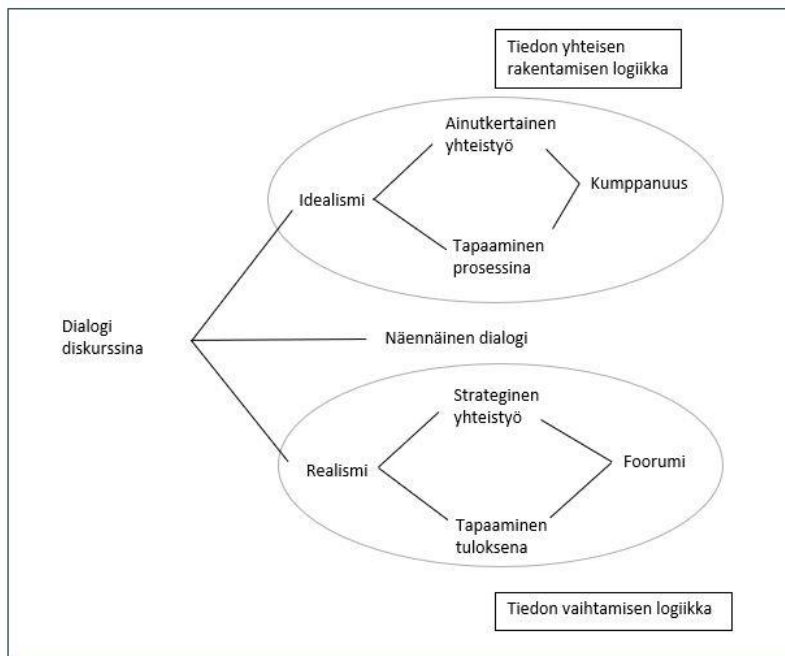 Tiedon yhteisen
rakentamisen logiikka
Ainutkertainen
yhteistyö
Kumppanuus
Idealismi
Tapaaminen
prosessina
Dialogi
diskurssina
Näennäinen dialogi
Strateginen
yhteistyö
Foorumi
Realismi
Tapaaminen
tuloksena
Tiedon vaihtamisen logiikka